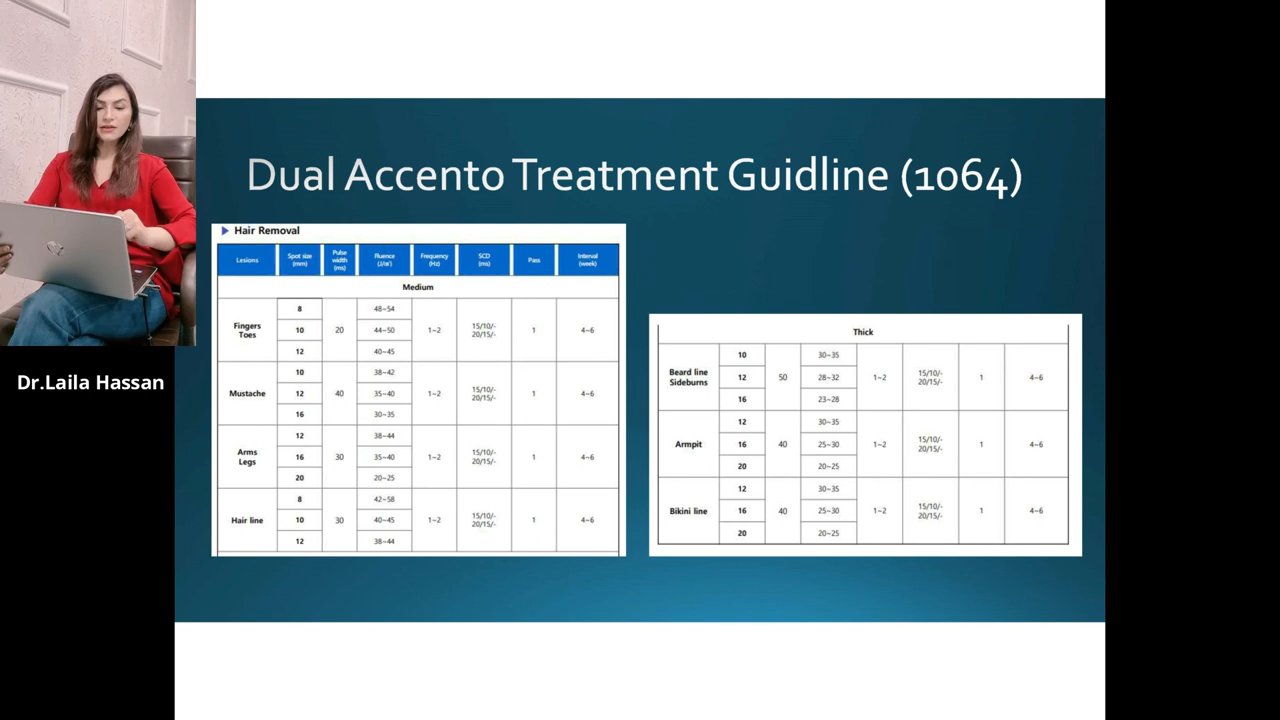 Dr.Laila Hassan
Dual Accento Treatment Guidline (1064)
Hair Removal
Lesions Spot size (mm) Pulse width (ms) Fluence (J/㎠) Frequency (Hz) SCD (ms) Pass Interval (week)
Medium
Fingers Toes 20 1~2 15/10/- 20/15/- 1 4~6
8 48~54
10 44~50
12 40~45
Mustache 40 1~2 15/10/- 20/15/- 1 4~6
10 38~42
12 35~40
16 30~35
Arms Legs 30 1~2 15/10/- 20/15/- 1 4~6
12 38~44
16 35~40
20 20~25
Hair line 30 1~2 15/10/- 20/15/- 1 4~6
8 42~58
10 40~45
12 38~44
Thick
Beard line Sideburns 50 1~2 15/10/- 20/15/- 1 4~6
10 30~35
12 28~32
16 23~28
Armpit 40 1~2 15/10/- 20/15/- 1 4~6
12 30~35
16 25~30
20 20~25
Bikini line 40 1~2 15/10/- 20/15/- 1 4~6
12 30~35
16 25~30
20 20~25